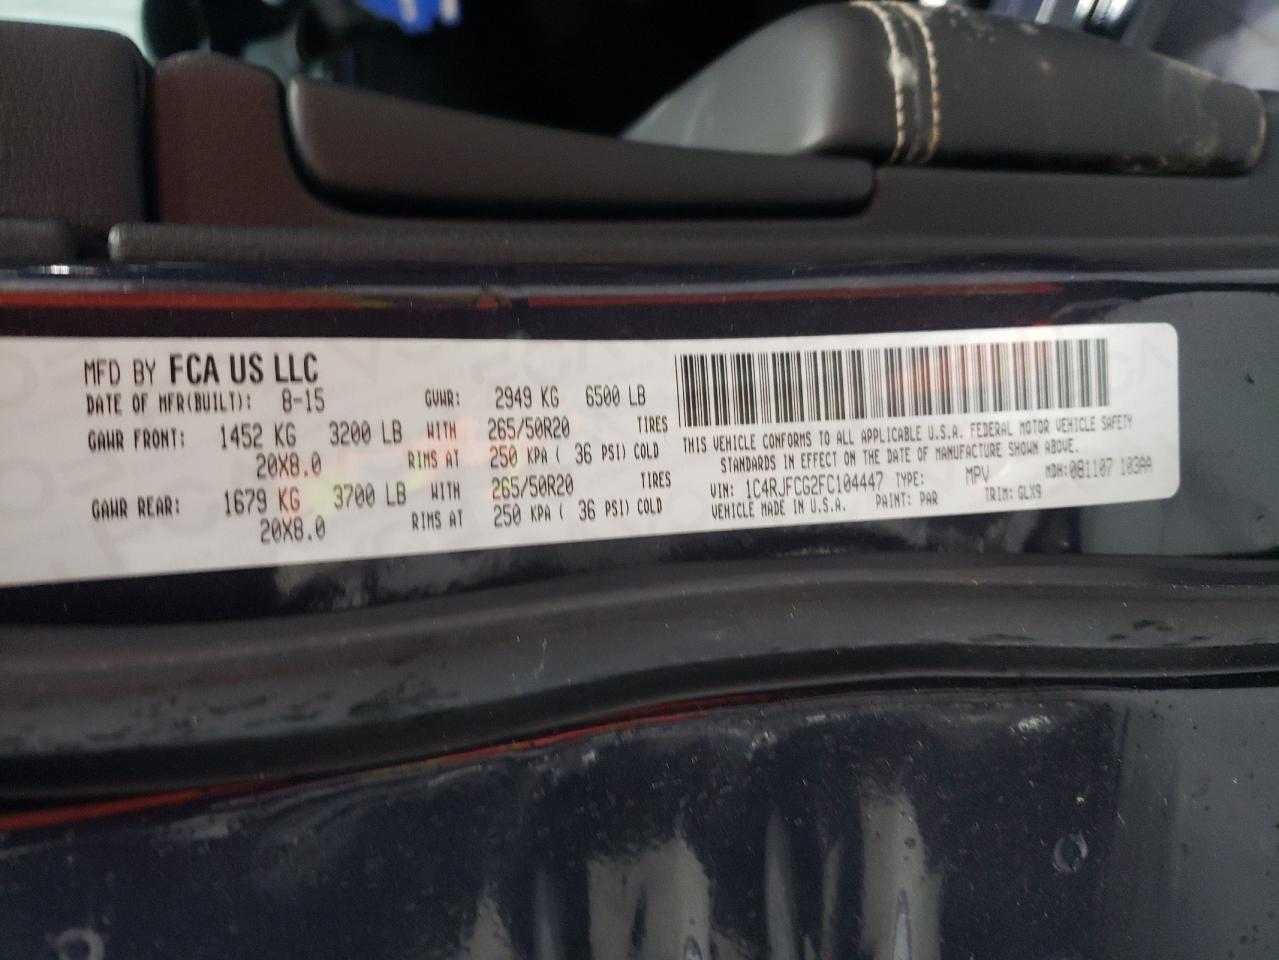 MFD BY FCA US LLC
DATE OF MFR(BUILT): 8-15 GVWR: 2949 KG 6500 LB
GAWR FRONT: 1452 KG 3200 LB WITH 265/50R20 TIRES
20X8.0 RIMS AT 250 KPA ( 36 PSI) COLD
GAWR REAR: 1679 KG 3700 LB WITH 265/50R20 TIRES
20X8.0 RIMS AT 250 KPA ( 36 PSI) COLD
THIS VEHICLE CONFORMS TO ALL APPLICABLE U.S.A. FEDERAL MOTOR VEHICLE SAFETY
STANDARDS IN EFFECT ON THE DATE OF MANUFACTURE SHOWN ABOVE.
VIN: 1C4RJFCG2FC104447 TYPE: MPV MDH:081107 103AA
VEHICLE MADE IN U.S.A. PAINT: PAR TRIM: GLX9